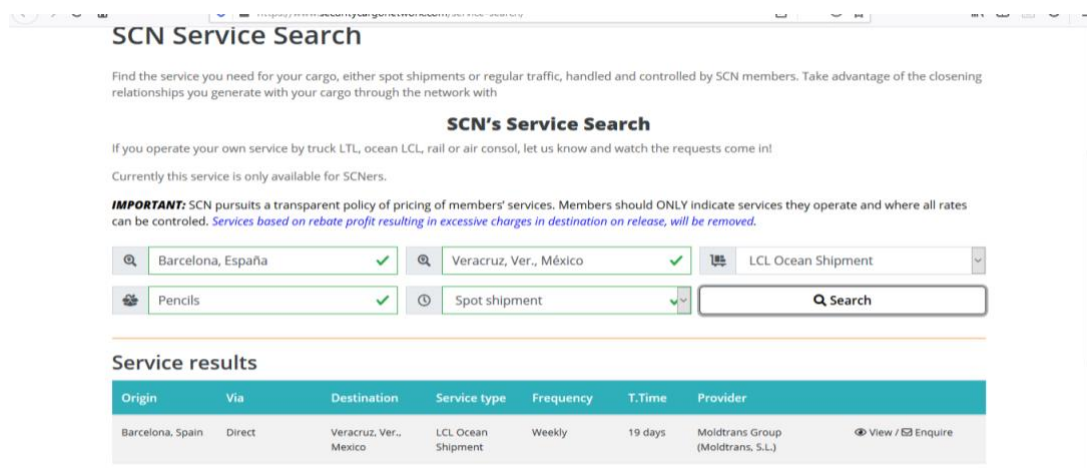 SCN Service Search
Find the service you need for your cargo, either spot shipments or regular traffic, handled and controlled by SCN members. Take advantage of the closening
relationships you generate with your cargo through the network with
SCN's Service Search
If you operate your own service by truck LTL, ocean LCL, rail or air consol, let us know and watch the requests come in!
Currently this service is only available for SCNers.
IMPORTANT: SCN pursuits a transparent policy of pricing of members' services. Members should ONLY indicate services they operate and where all rates
can be controled. Services based on rebate profit resulting in excessive charges in destination on release, will be removed.
Barcelona, España Veracruz, Ver., México LCL Ocean Shipment
Pencils Spot shipment Search
Service results
Origin Via Destination Service type Frequency T.Time Provider
Barcelona, Spain Direct Veracruz, Ver., LCL Ocean Weekly 19 days Moldtrans Group View / Enquire
Mexico Shipment (Moldtrans, S.L.)